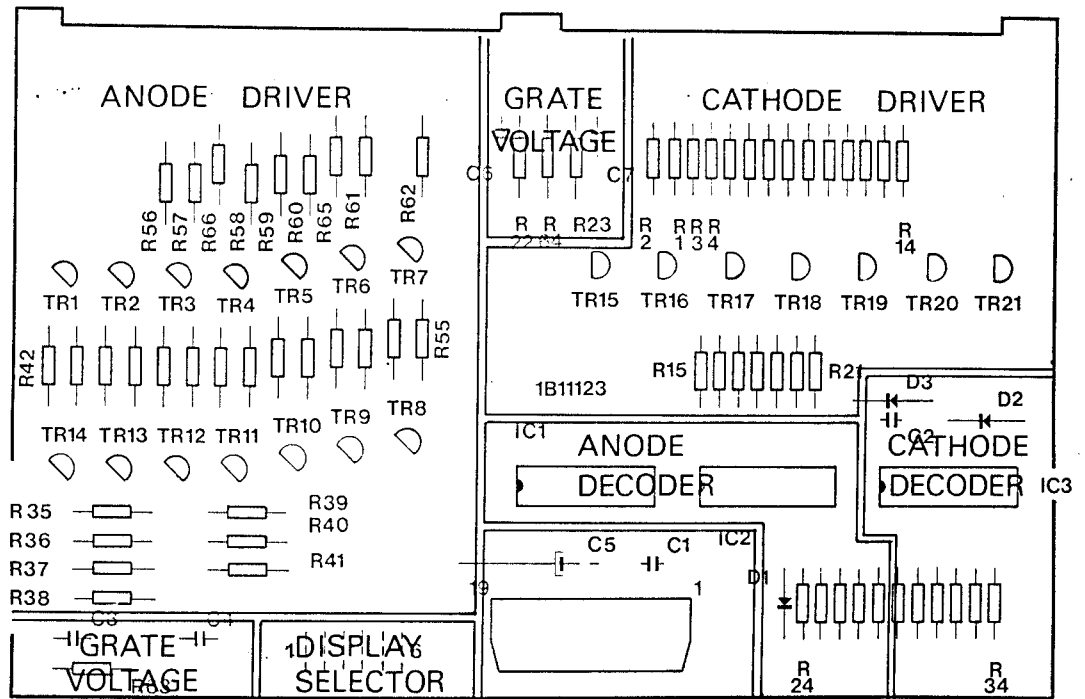 ANODE DRIVER
GRATE
VOLTAGE
CATHODE DRIVER
C6
C7
R56
R57
R66
R58
R59
R60
R65
R61
R62
R
22
R
R23
R
2
R
1
R
3
R
4
R
14
TR1
TR2
TR3
TR4
TR5
TR6
TR7
TR15
TR16
TR17
TR18
TR19
TR20
TR21
R42
R55
R15
R21
1B11123
D3
D2
C2
TR14
TR13
TR12
TR11
TR10
TR9
TR8
IC1
ANODE
DECODER
CATHODE
DECODER
IC3
R35
R36
R37
R38
R39
R40
R41
C5
C1
IC2
D1
19
1
C3
C4
GRATE
VOLTAGE
1
DISPLAY
6
SELECTOR
R
24
R
34